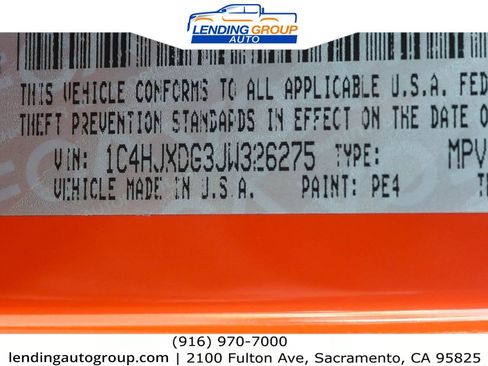 LENDING GROUP
AUTO
THIS VEHICLE CONFORMS TO ALL APPLICABLE U.S.A. FED
THEFT PREVENTION STANDARDS IN EFFECT ON THE DATE O
VIN: 1C4HJXDG3JW326275 TYPE: MPV
VEHICLE MADE IN U.S.A. PAINT: PE4
(916) 970-7000
lendingautogroup.com | 2100 Fulton Ave, Sacramento, CA 95825